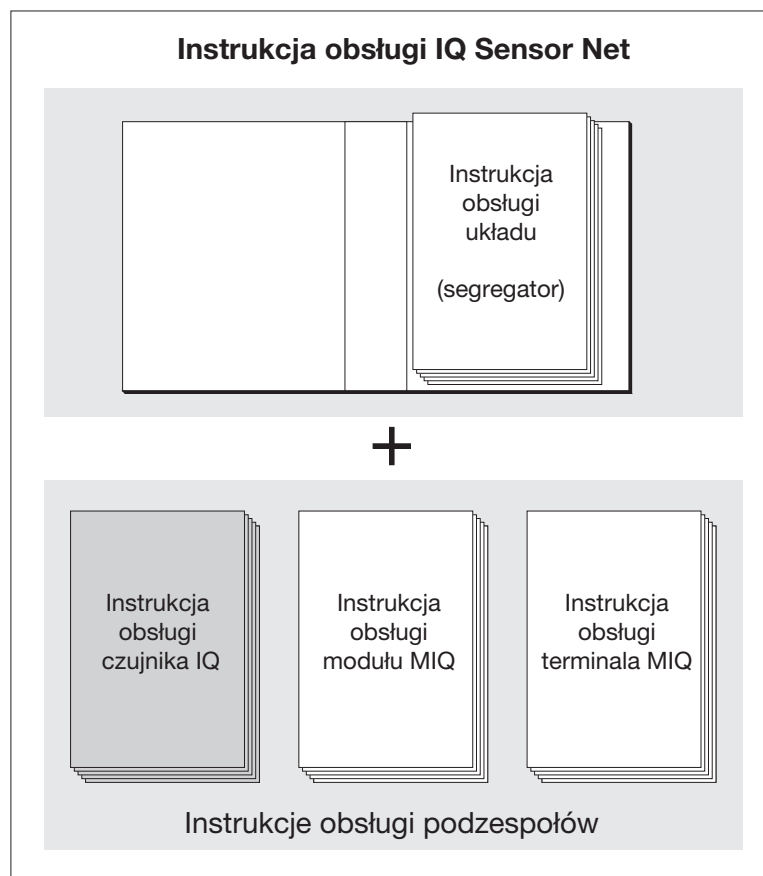 Instrukcja obsługi IQ Sensor Net
Instrukcja
obsługi
układu
(segregator)
+
Instrukcja
obsługi
czujnika IQ
Instrukcja
obsługi
modułu MIQ
Instrukcja
obsługi
terminala MIQ
Instrukcje obsługi podzespołów